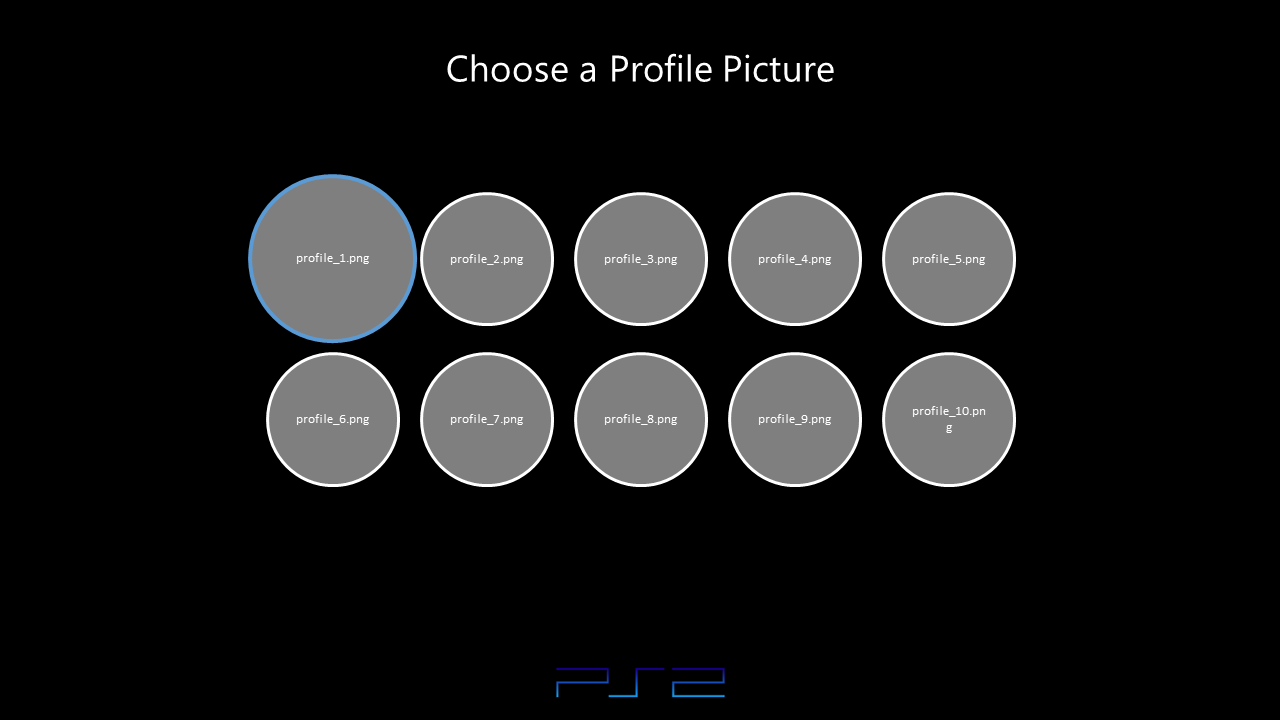 Choose a Profile Picture
profile_1.png
profile_2.png
profile_3.png
profile_4.png
profile_5.png
profile_6.png
profile_7.png
profile_8.png
profile_9.png
profile_10.pn
g
PS2